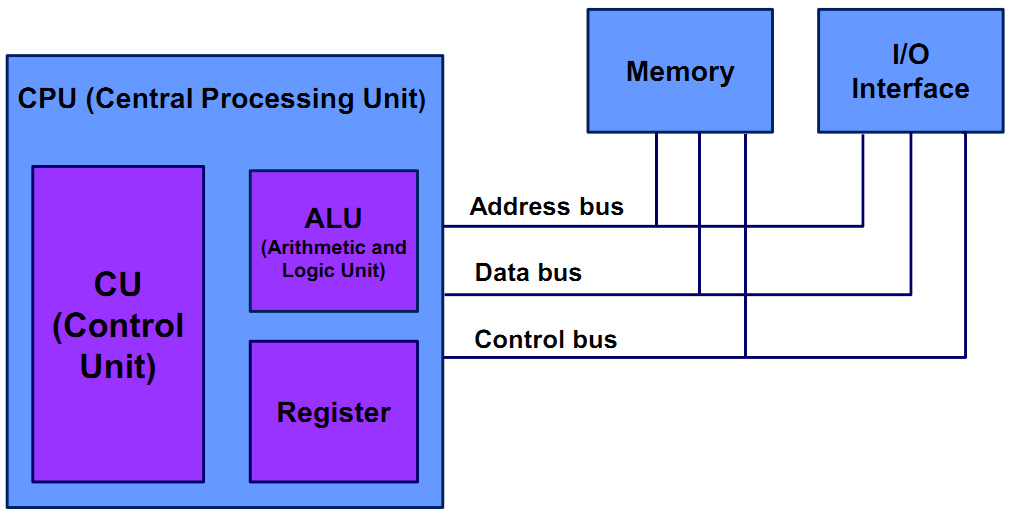 CPU (Central Processing Unit)
CU
(Control
Unit)
ALU
(Arithmetic and
Logic Unit)
Register
Memory
I/O
Interface
Address bus
Data bus
Control bus